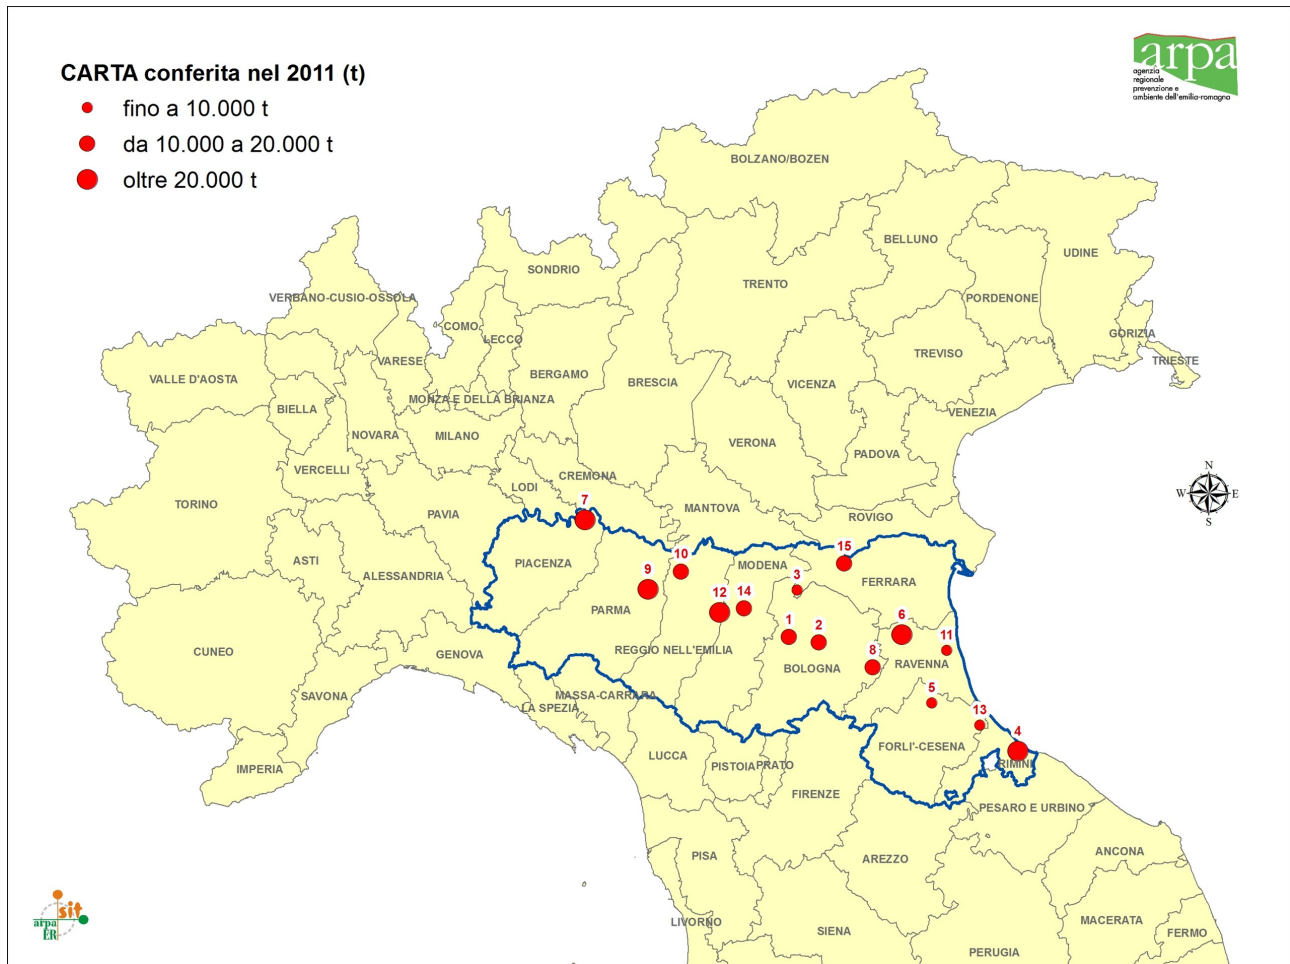 CARTA conferita nel 2011 (t)
fino a 10.000 t
da 10.000 a 20.000 t
oltre 20.000 t
arpa
agenzia
regionale
prevenzione e
ambiente dell'emilia-romagna
BOLZANO/BOZEN
BELLUNO
UDINE
SONDRIO
TRENTO
VERBANO-CUSIO-OSSOLA
PORDENONE
COMO
LECCO
GORIZIA
TREVISO
VARESE
TRIESTE
VALLE D'AOSTA
BERGAMO
BRESCIA
VICENZA
MONZA E DELLA BRIANZA
BIELLA
VENEZIA
NOVARA
MILANO
VERONA
PADOVA
VERCELLI
CREMONA
LODI
N
W E
S
7
TORINO
PAVIA
MANTOVA
ROVIGO
15
10
ASTI
PIACENZA
MODENA
9
3
ALESSANDRIA
FERRARA
12
14
PARMA
6
1
2
11
CUNEO
GENOVA
REGGIO NELL'EMILIA
8
BOLOGNA
RAVENNA
5
SAVONA
MASSA-CARRARA
LA SPEZIA
13
4
FORLI'-CESENA
LUCCA
RIMINI
IMPERIA
PISTOIA
PRATO
FIRENZE
PESARO E URBINO
PISA
AREZZO
ANCONA
sit
arpa
ER
LIVORNO
SIENA
MACERATA
FERMO
PERUGIA